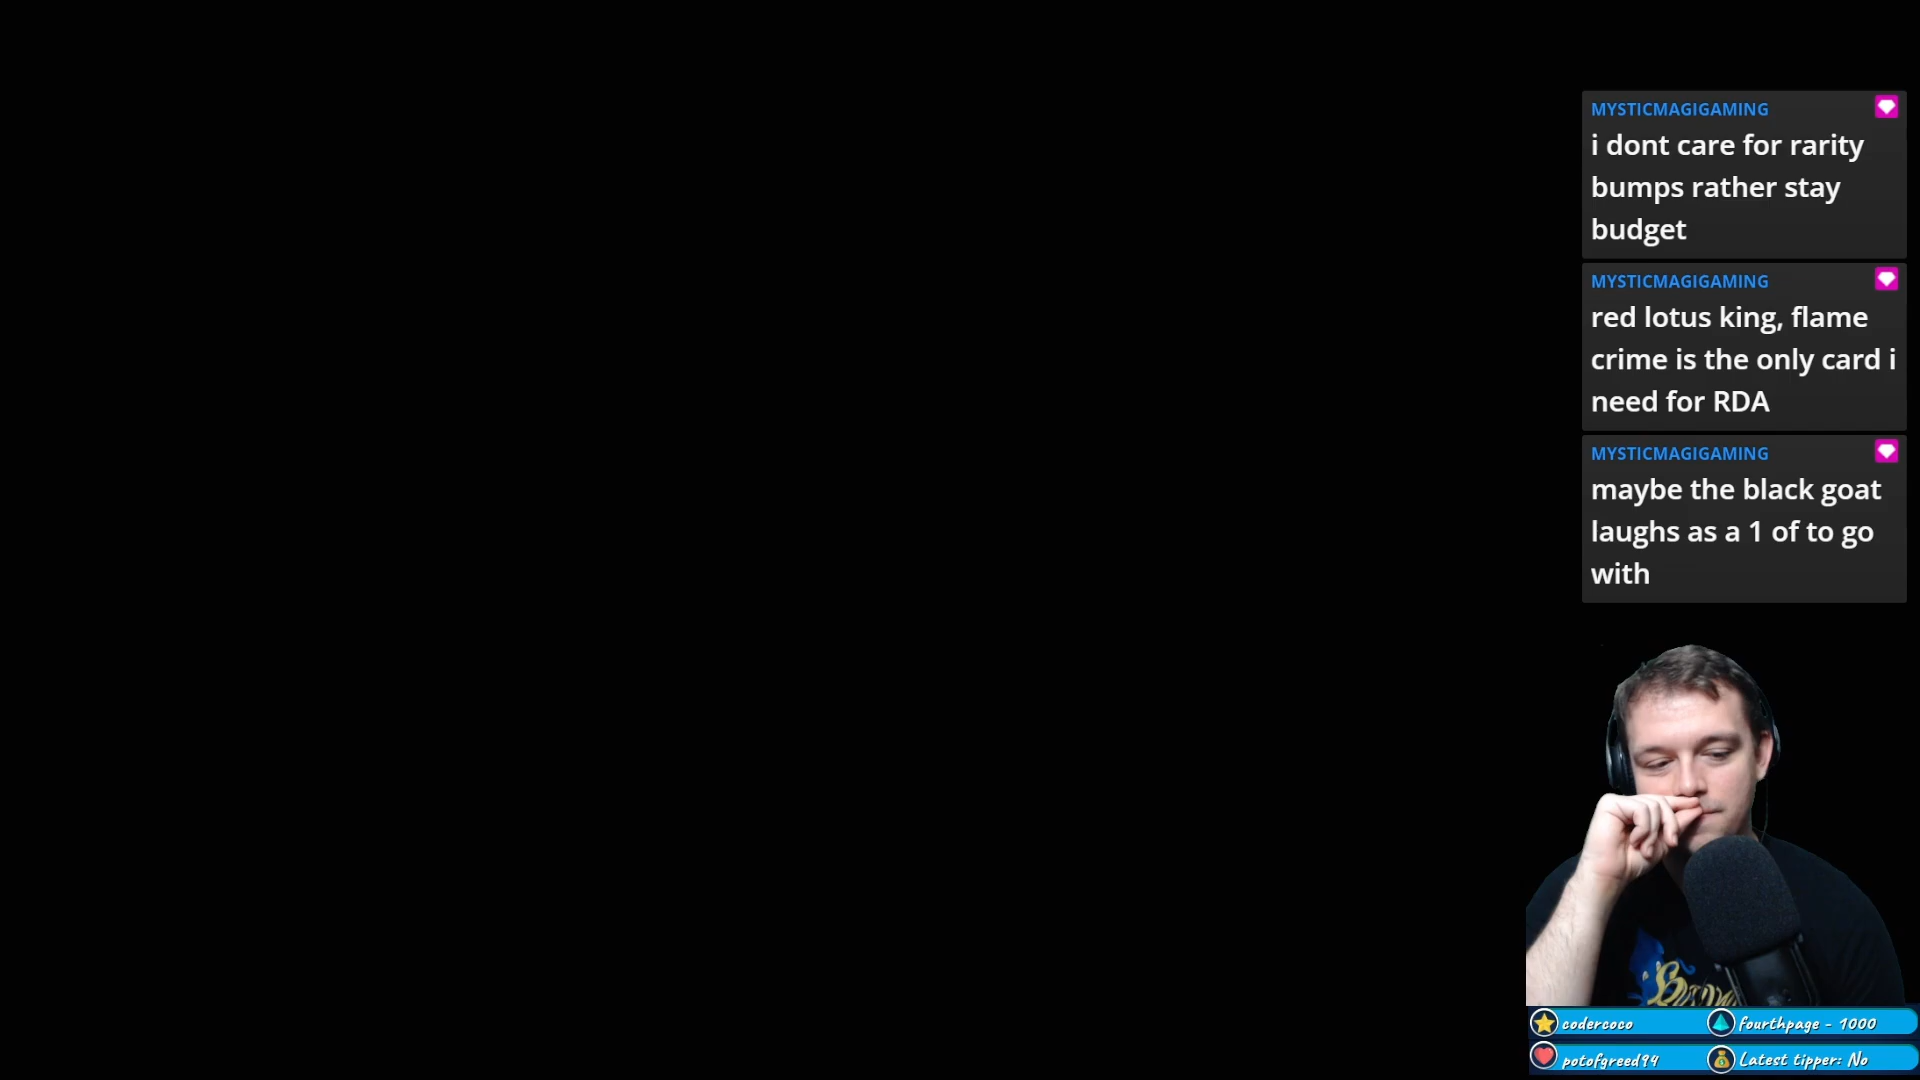 MYSTICMAGIGAMING
i dont care for rarity
bumps rather stay
budget
MYSTICMAGIGAMING
red lotus king, flame
crime is the only card i
need for RDA
MYSTICMAGIGAMING
maybe the black goat
laughs as a 1 of to go
with
codercoco
fourthpage - 1000
potofgreed94
Latest tipper: No